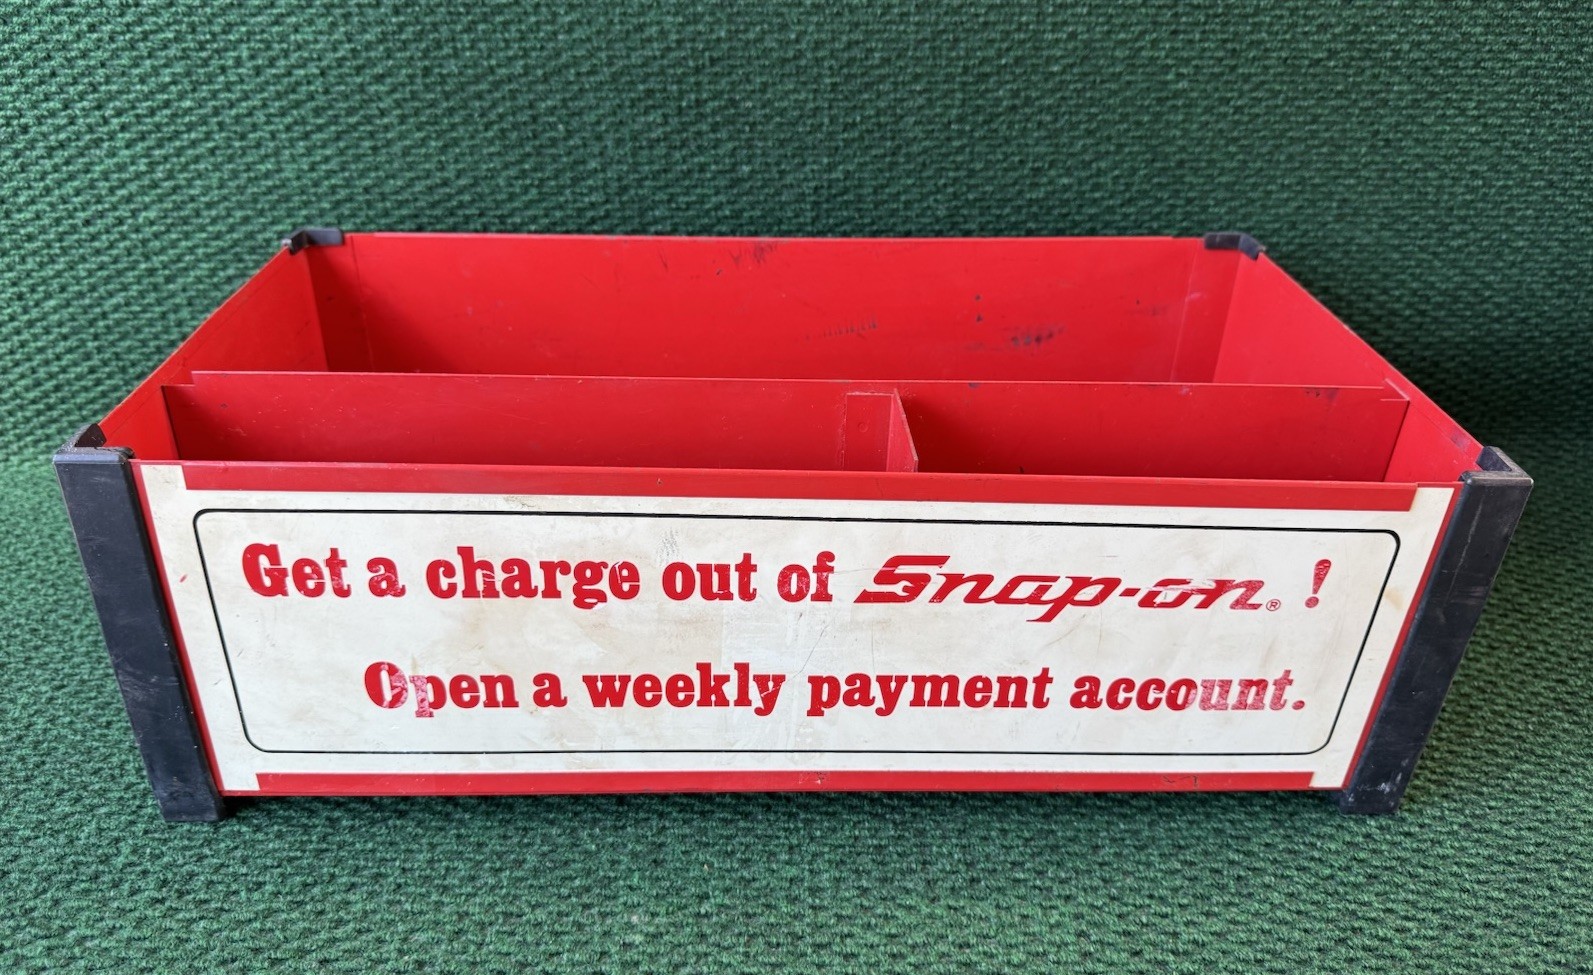 Get a charge out of Snap-on® !
Open a weekly payment account.